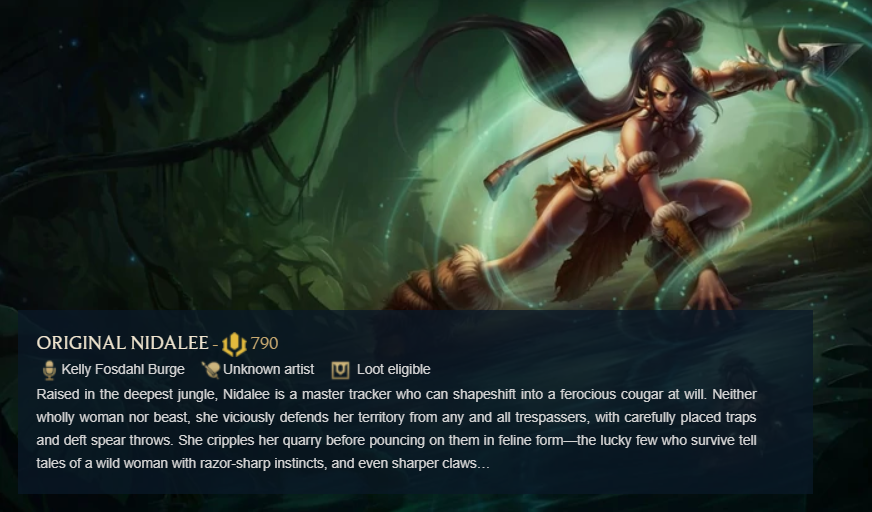 ORIGINAL NIDALEE - 790
Kelly Fosdahl Burge Unknown artist Loot eligible
Raised in the deepest jungle, Nidalee is a master tracker who can shapeshift into a ferocious cougar at will. Neither
wholly woman nor beast, she viciously defends her territory from any and all trespassers, with carefully placed traps
and deft spear throws. She cripples her quarry before pouncing on them in feline form—the lucky few who survive tell
tales of a wild woman with razor-sharp instincts, and even sharper claws…